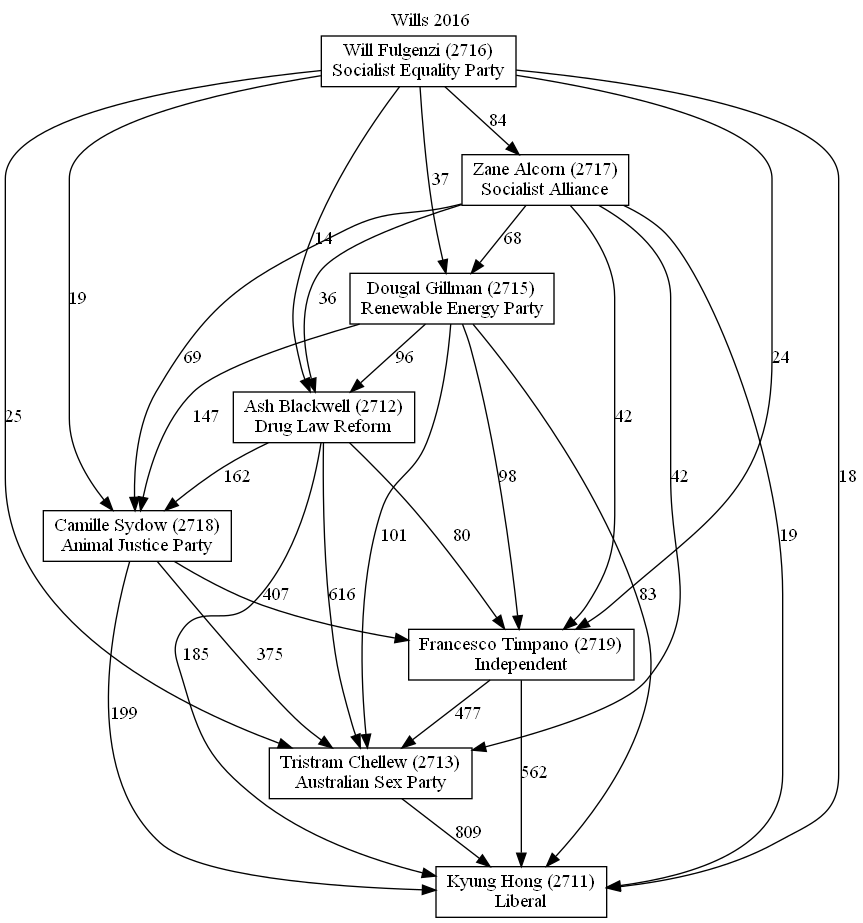 Wills 2016
Will Fulgenzi (2716)
Socialist Equality Party
84
Zane Alcorn (2717)
Socialist Alliance
37
14
68
Dougal Gillman (2715)
Renewable Energy Party
19
36
69
96
24
Ash Blackwell (2712)
Drug Law Reform
25
147
42
162
98
42
18
Camille Sydow (2718)
Animal Justice Party
101
80
19
407
616
83
Francesco Timpano (2719)
Independent
185
375
199
477
Tristram Chellew (2713)
Australian Sex Party
562
809
Kyung Hong (2711)
Liberal